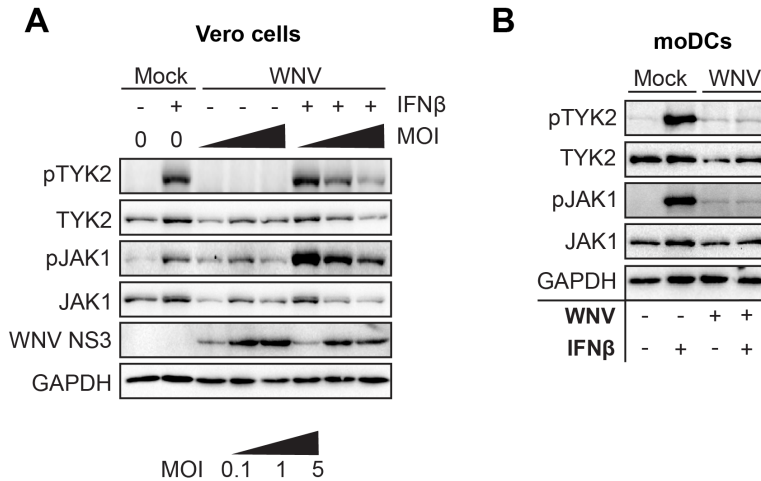 A
Vero cells
Mock WNV
- + - - - + + + IFNβ
0 0 MOI
pTYK2
TYK2
pJAK1
JAK1
WNV NS3
GAPDH
MOI 0.1 1 5
B
moDCs
Mock WNV
pTYK2
TYK2
pJAK1
JAK1
GAPDH
WNV - - + +
IFNβ - + - +